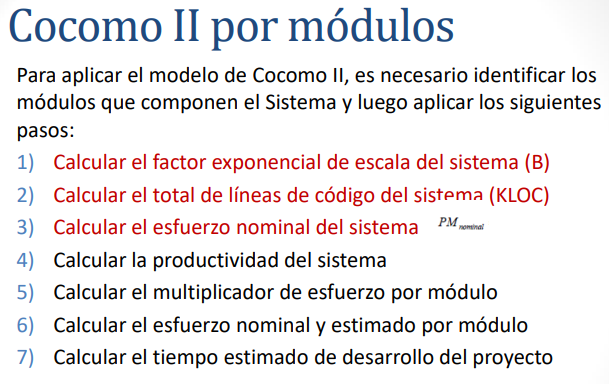 Cocomo II por módulos
Para aplicar el modelo de Cocomo II, es necesario identificar los
módulos que componen el Sistema y luego aplicar los siguientes
pasos:
1) Calcular el factor exponencial de escala del sistema (B)
2) Calcular el total de líneas de código del sistema (KLOC)
3) Calcular el esfuerzo nominal del sistema PM nominal
4) Calcular la productividad del sistema
5) Calcular el multiplicador de esfuerzo por módulo
6) Calcular el esfuerzo nominal y estimado por módulo
7) Calcular el tiempo estimado de desarrollo del proyecto